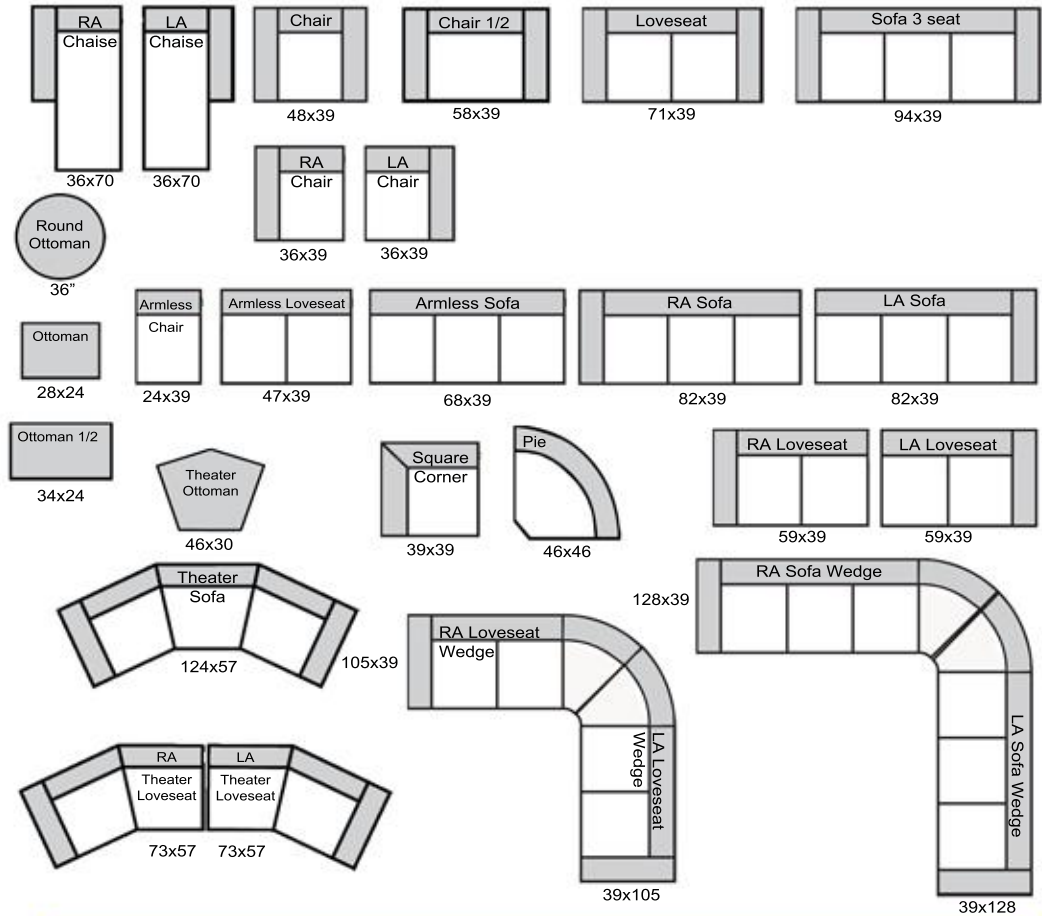 RA
Chaise
36x70
LA
Chaise
36x70
Chair
48x39
Chair 1/2
58x39
Loveseat
71x39
Sofa 3 seat
94x39
RA
Chair
36x39
LA
Chair
36x39
Round
Ottoman
36”
Armless
Chair
24x39
Armless Loveseat
47x39
Armless Sofa
68x39
RA Sofa
82x39
LA Sofa
82x39
Ottoman
28x24
Ottoman 1/2
34x24
Theater
Ottoman
46x30
Square
Corner
39x39
Pie
46x46
RA Loveseat
59x39
LA Loveseat
59x39
Theater
Sofa
124x57
105x39
RA Loveseat
Wedge
LA Loveseat
Wedge
39x105
128x39
RA Sofa Wedge
LA Sofa Wedge
39x128
RA
Theater
Loveseat
73x57
LA
Theater
Loveseat
73x57